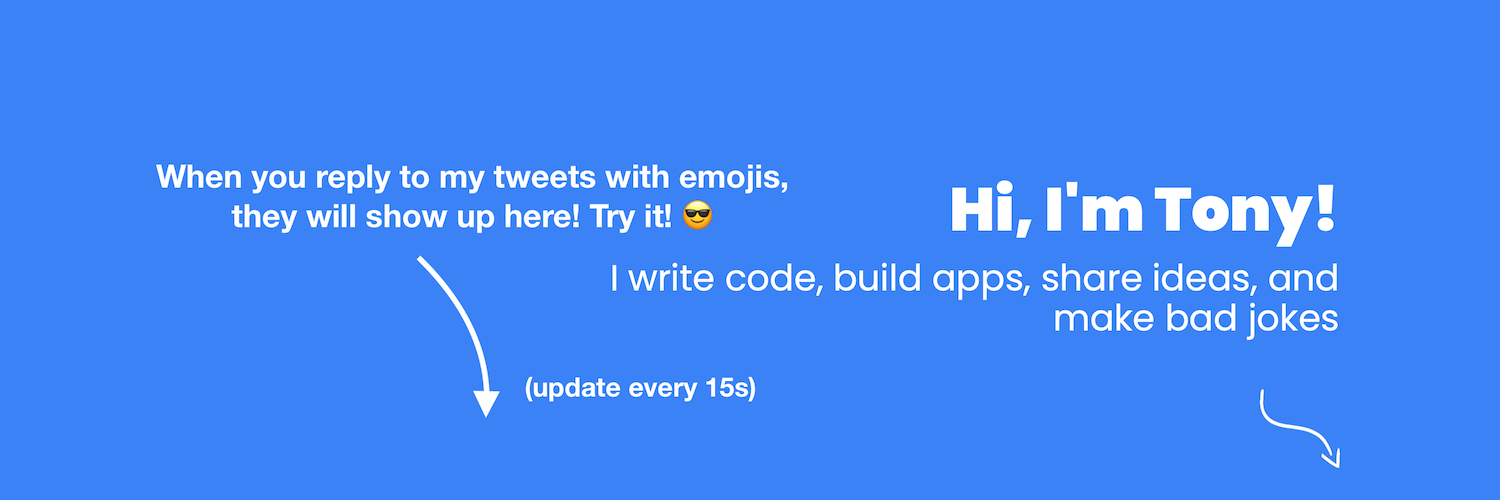 When you reply to my tweets with emojis,
they will show up here! Try it! 😎
Hi, I'm Tony!
I write code, build apps, share ideas, and
make bad jokes
(update every 15s)